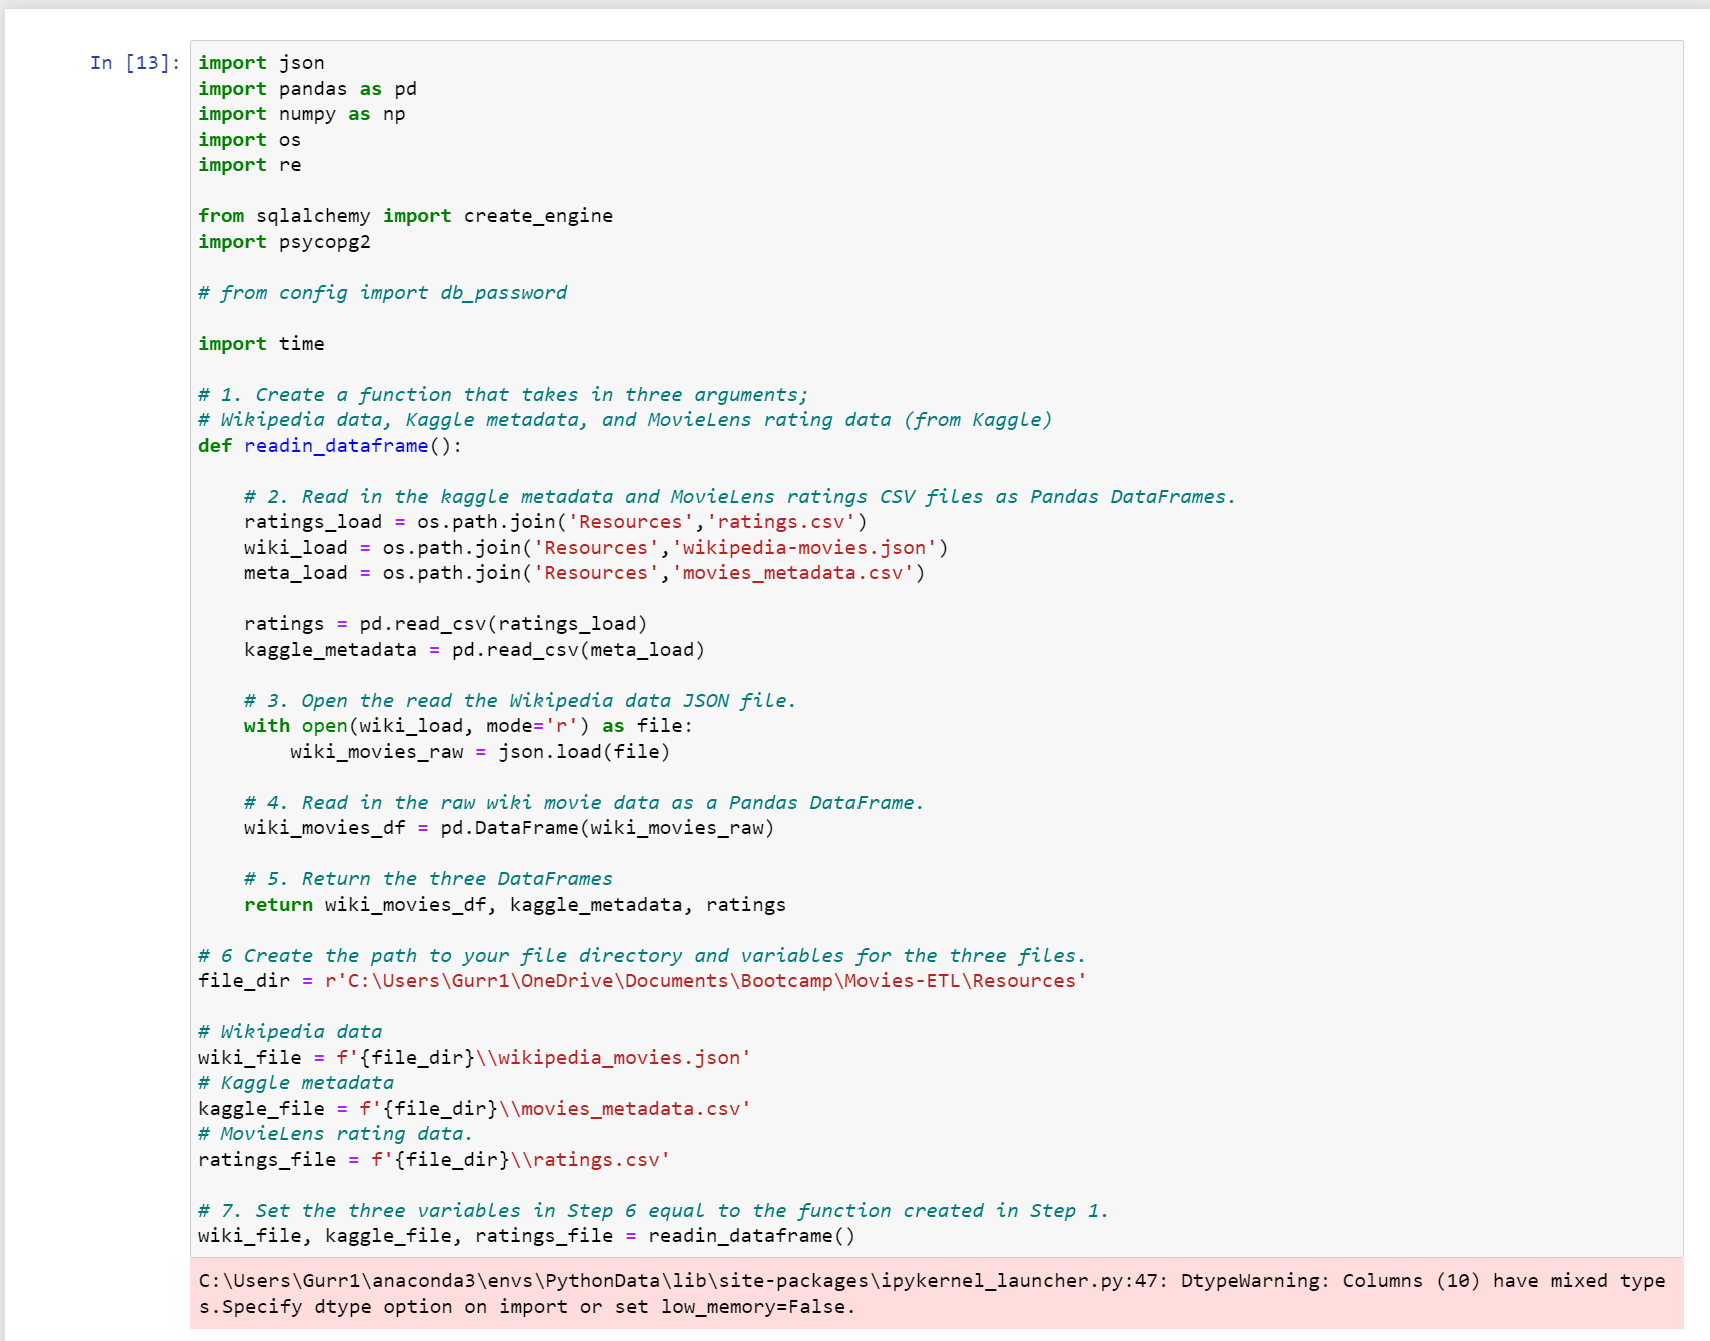 In [13]: import json
import pandas as pd
import numpy as np
import os
import re
from sqlalchemy import create_engine
import psycopg2
# from config import db_password
import time
# 1. Create a function that takes in three arguments;
# Wikipedia data, Kaggle metadata, and MovieLens rating data (from Kaggle)
def readin_dataframe():
    # 2. Read in the kaggle metadata and MovieLens ratings CSV files as Pandas DataFrames.
    ratings_load = os.path.join('Resources','ratings.csv')
    wiki_load = os.path.join('Resources','wikipedia-movies.json')
    meta_load = os.path.join('Resources','movies_metadata.csv')
    ratings = pd.read_csv(ratings_load)
    kaggle_metadata = pd.read_csv(meta_load)
    # 3. Open the read the Wikipedia data JSON file.
    with open(wiki_load, mode='r') as file:
        wiki_movies_raw = json.load(file)
    # 4. Read in the raw wiki movie data as a Pandas DataFrame.
    wiki_movies_df = pd.DataFrame(wiki_movies_raw)
    # 5. Return the three DataFrames
    return wiki_movies_df, kaggle_metadata, ratings
# 6 Create the path to your file directory and variables for the three files.
file_dir = r'C:\Users\Gurr1\OneDrive\Documents\Bootcamp\Movies-ETL\Resources'
# Wikipedia data
wiki_file = f'{file_dir}\\wikipedia_movies.json'
# Kaggle metadata
kaggle_file = f'{file_dir}\\movies_metadata.csv'
# MovieLens rating data.
ratings_file = f'{file_dir}\\ratings.csv'
# 7. Set the three variables in Step 6 equal to the function created in Step 1.
wiki_file, kaggle_file, ratings_file = readin_dataframe()
C:\Users\Gurr1\anaconda3\envs\PythonData\lib\site-packages\ipykernel_launcher.py:47: DtypeWarning: Columns (10) have mixed type
s.Specify dtype option on import or set low_memory=False.